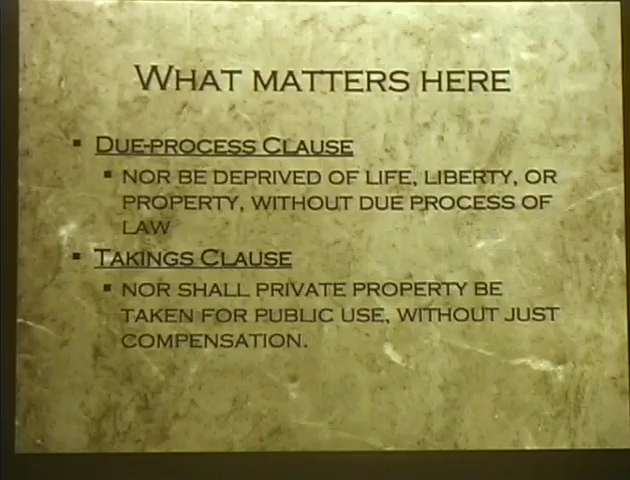 WHAT MATTERS HERE
▪ DUE-PROCESS CLAUSE
▪ NOR BE DEPRIVED OF LIFE, LIBERTY, OR
PROPERTY, WITHOUT DUE PROCESS OF
LAW
▪ TAKINGS CLAUSE
▪ NOR SHALL PRIVATE PROPERTY BE
TAKEN FOR PUBLIC USE, WITHOUT JUST
COMPENSATION.